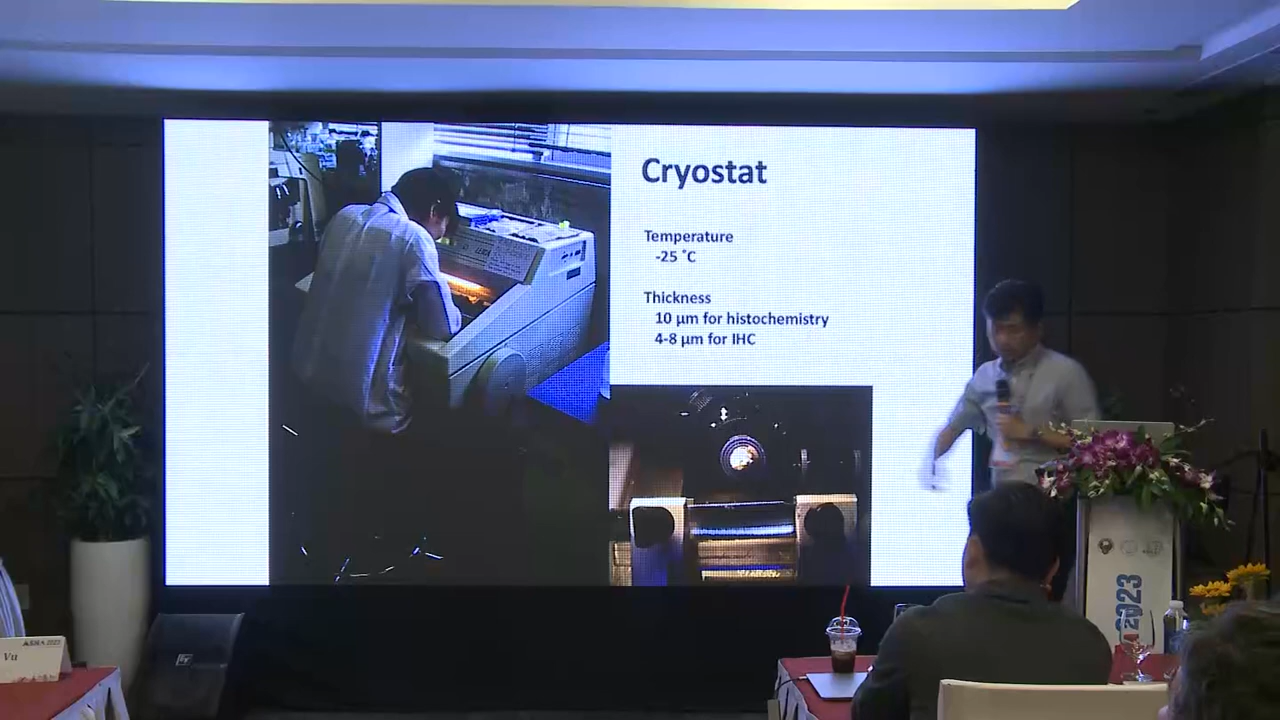 Cryostat
Temperature
-25 ˚C
Thickness
10 µm for histochemistry
4-8 µm for IHC
2023
Vu